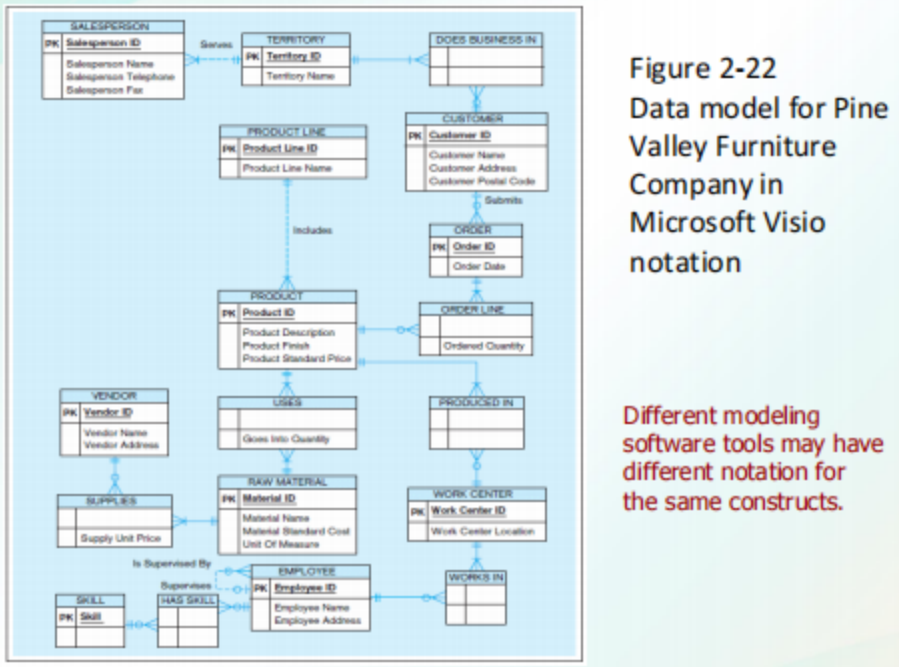 SALESPERSON
PK Salesperson ID
Salesperson Name
Salesperson Telephone
Salesperson Fax
Serves
TERRITORY
PK Territory ID
Territory Name
DOES BUSINESS IN
PRODUCT LINE
PK Product Line ID
Product Line Name
CUSTOMER
PK Customer ID
Customer Name
Customer Address
Customer Postal Code
Submits
Includes
ORDER
PK Order ID
Order Date
PRODUCT
PK Product ID
Product Description
Product Finish
Product Standard Price
ORDER LINE
Ordered Quantity
VENDOR
PK Vendor ID
Vendor Name
Vendor Address
USES
Goes Into Quantity
PRODUCED IN
RAW MATERIAL
PK Material ID
Material Name
Material Standard Cost
Unit Of Measure
SUPPLIES
Supply Unit Price
WORK CENTER
PK Work Center ID
Work Center Location
Is Supervised By
Supervises
EMPLOYEE
PK Employee ID
Employee Name
Employee Address
WORKS IN
SKILL
PK Skill
HAS SKILL
Figure 2-22
Data model for Pine
Valley Furniture
Company in
Microsoft Visio
notation
Different modeling
software tools may have
different notation for
the same constructs.